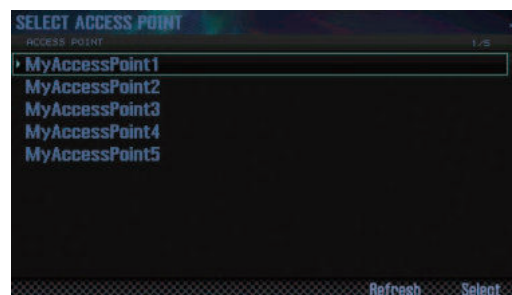 SELECT ACCESS POINT
ACCESS POINT 1/5
MyAccessPoint1
MyAccessPoint2
MyAccessPoint3
MyAccessPoint4
MyAccessPoint5
Refresh Select